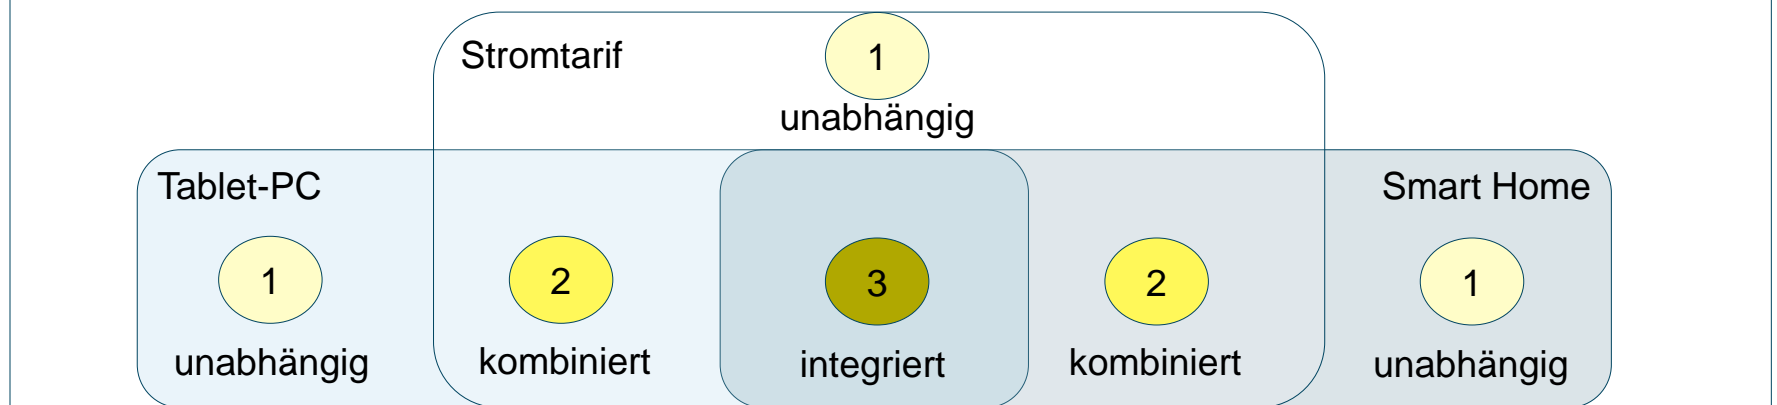 Stromtarif
1
unabhängig
Tablet-PC
Smart Home
1
2
3
2
1
unabhängig
kombiniert
integriert
kombiniert
unabhängig